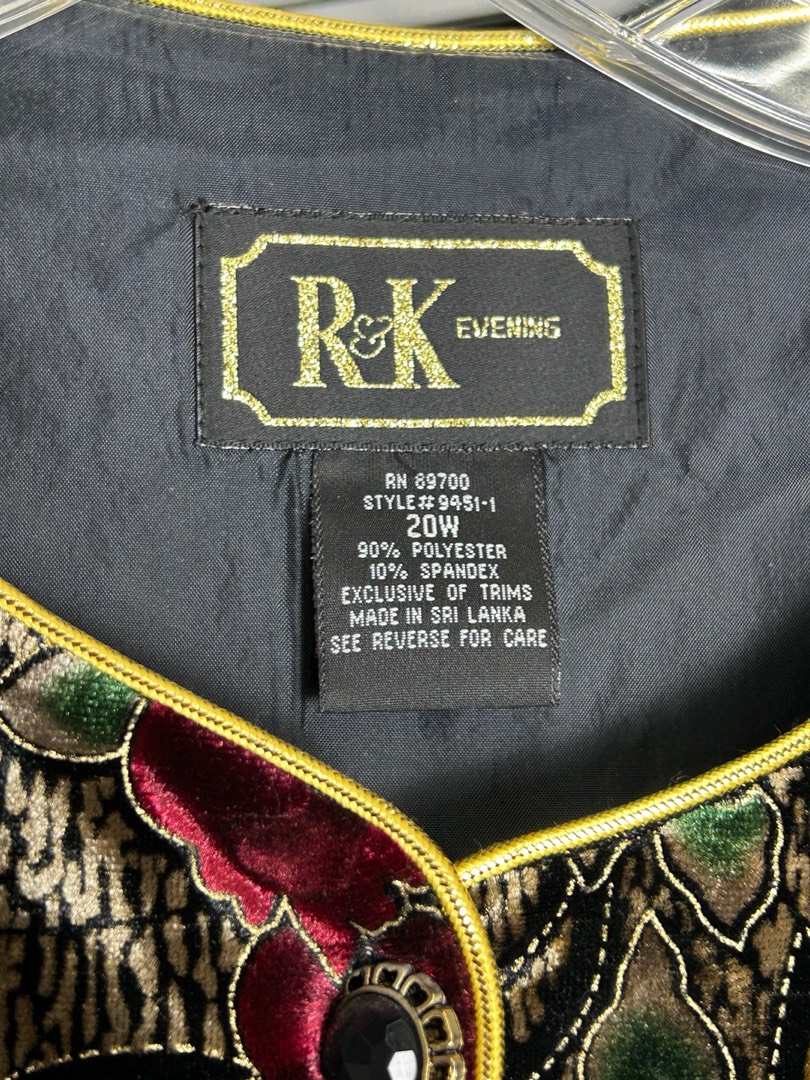 R&K EVENING
RN 69700
STYLE#9451-1
20W
90% POLYESTER
10% SPANDEX
EXCLUSIVE OF TRIMS
MADE IN SRI LANKA
SEE REVERSE FOR CARE